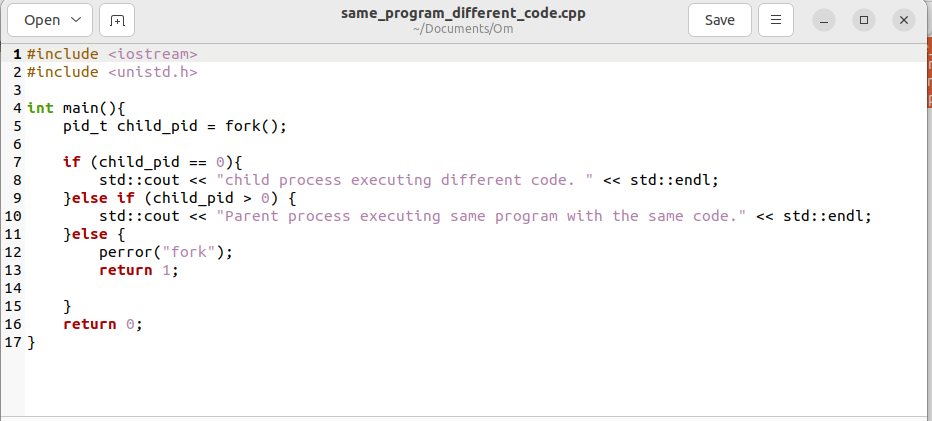 Open
same_program_different_code.cpp
~/Documents/Om
Save
1 #include <iostream>
2 #include <unistd.h>
3
4 int main(){
5     pid_t child_pid = fork();
6
7     if (child_pid == 0){
8         std::cout << "child process executing different code. " << std::endl;
9     }else if (child_pid > 0) {
10         std::cout << "Parent process executing same program with the same code." << std::endl;
11     }else {
12         perror("fork");
13         return 1;
14
15     }
16     return 0;
17 }